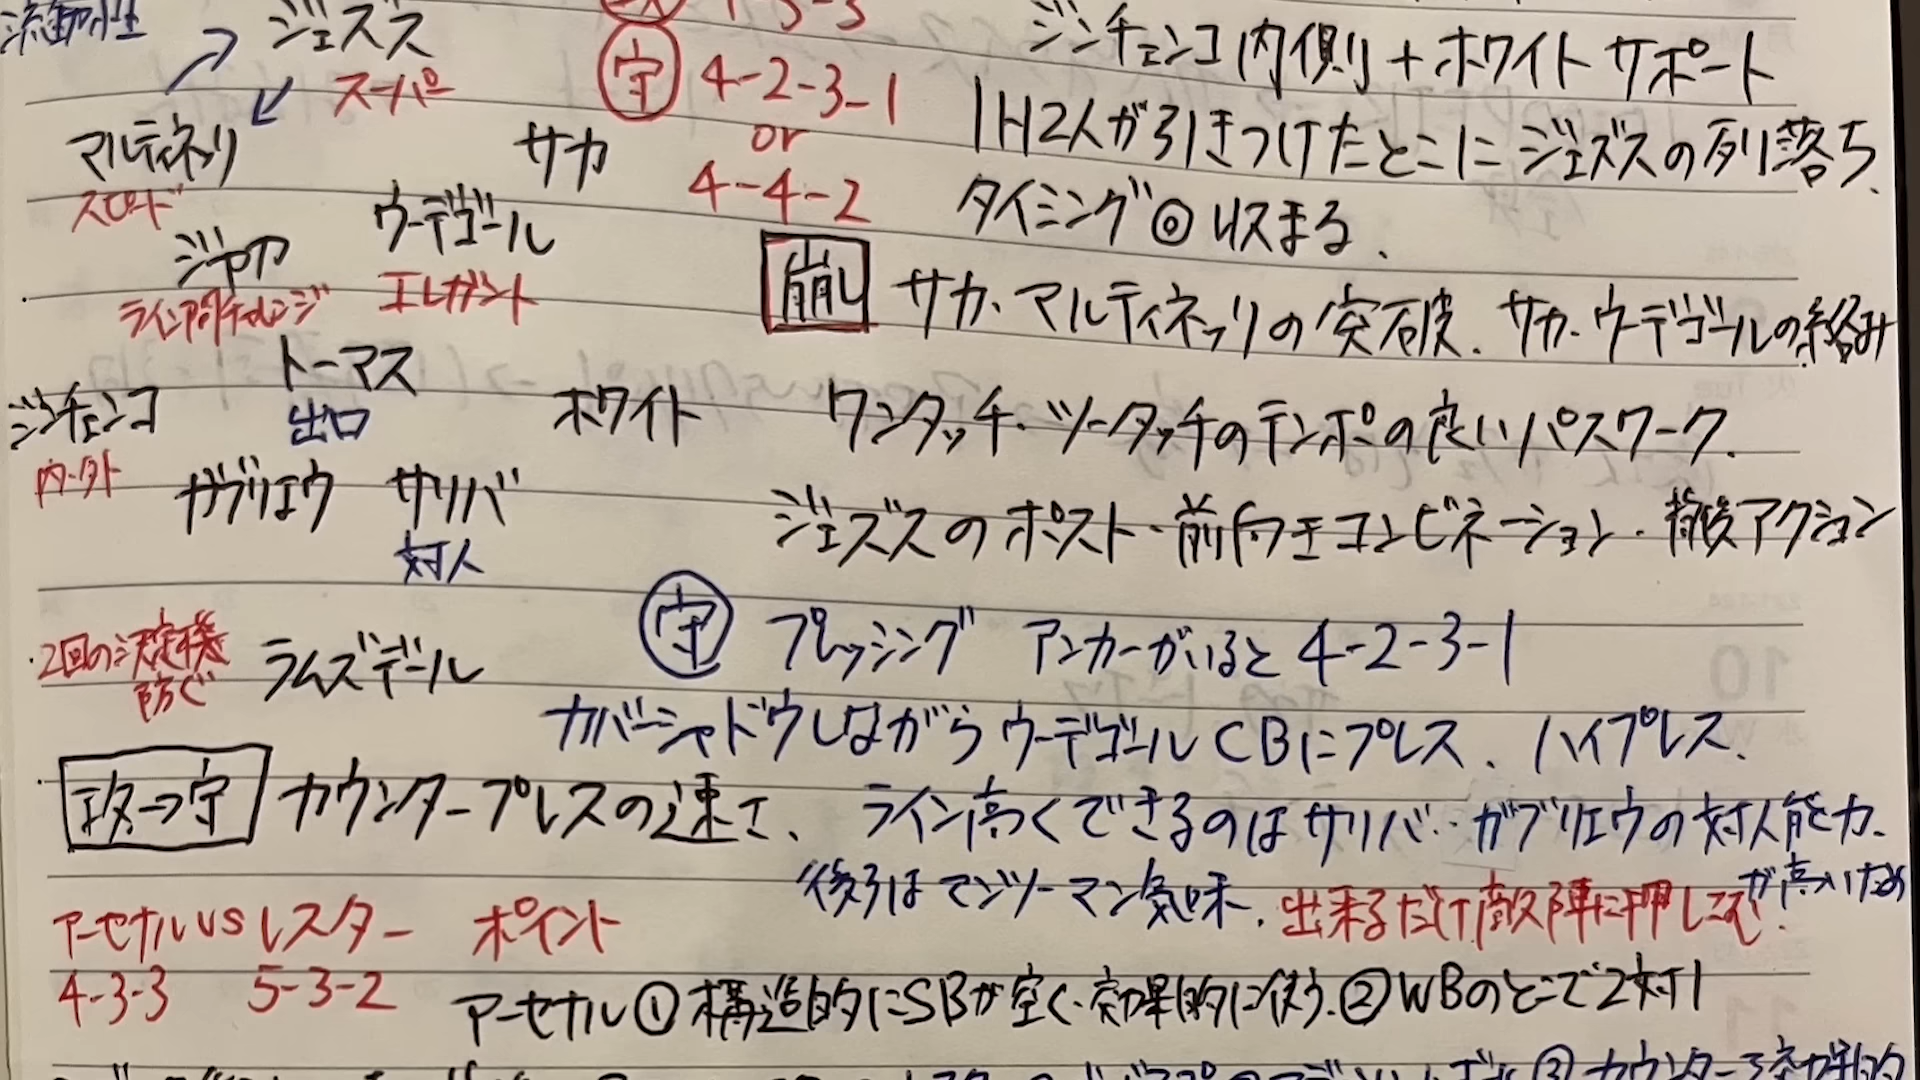 流動性 ジェズス
スーパー
マルティネッリ サカ
スピード
ウーデゴール
ジャカ エレガント
ライン間チャレンジ
トーマス
ジンチェンコ 出口 ホワイト
内・外
ガブリエウ サリバ
対人
2回の決定機
防ぐ
ラムズデール
守 4-2-3-1
or
4-4-2
ジンチェンコ内側+ホワイトサポート
IH2人が引きつけたとこにジェズスの列落ち、
タイミング◎収まる、
崩し サカ・マルティネッリの突破、サカ・ウーデゴールの絡み
ワンタッチ・ツータッチのテンポの良いパスワーク、
ジェズスのポスト・前向きコンビネーション・背後アクション
守 プレッシング アンカーがいると4-2-3-1
カバーシャドウしながらウーデゴールCBにプレス、ハイプレス、
攻→守 カウンタープレスの速さ、
ライン高くできるのはサリバ・ガブリエウの対人能力
が高いため
後ろはマンツーマン気味、出来るだけ敵陣に押しこむ!
アーセナルvsレスター ポイント
4-3-3 5-3-2
アーセナル①構造的にSBが空く、効果的に使う、②WBのとこで2対1